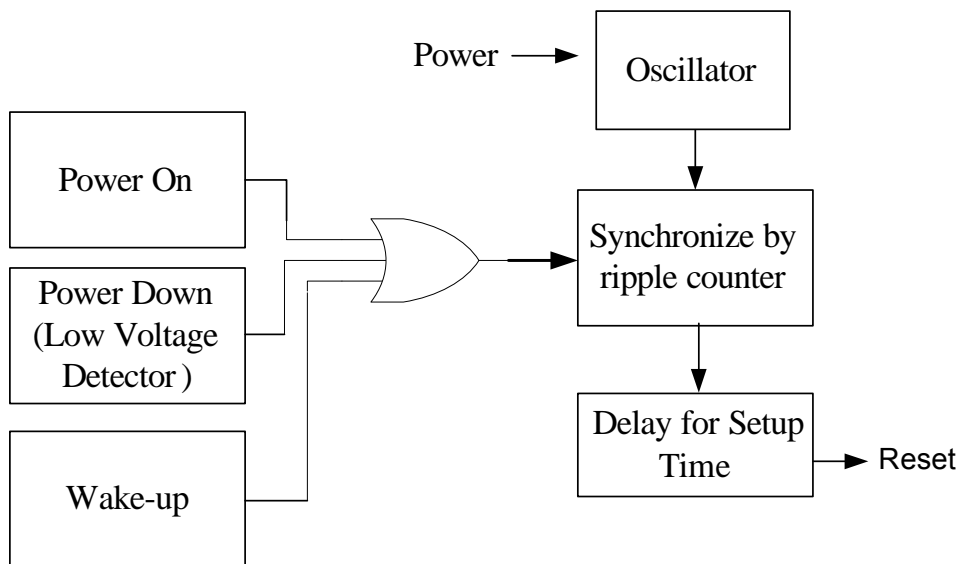 Power
Oscillator
Power On
Synchronize by
ripple counter
Power Down
(Low Voltage
Detector )
Delay for Setup
Time
Reset
Wake-up